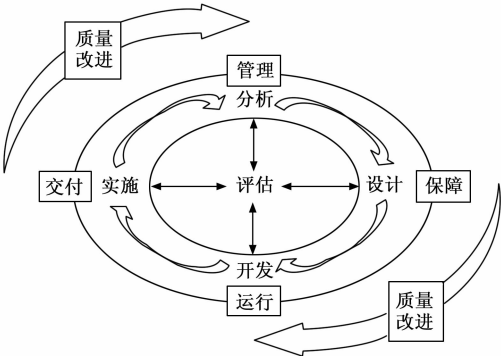 质量
改进
管理
分析
交付
实施
评估
设计
保障
开发
运行
质量
改进